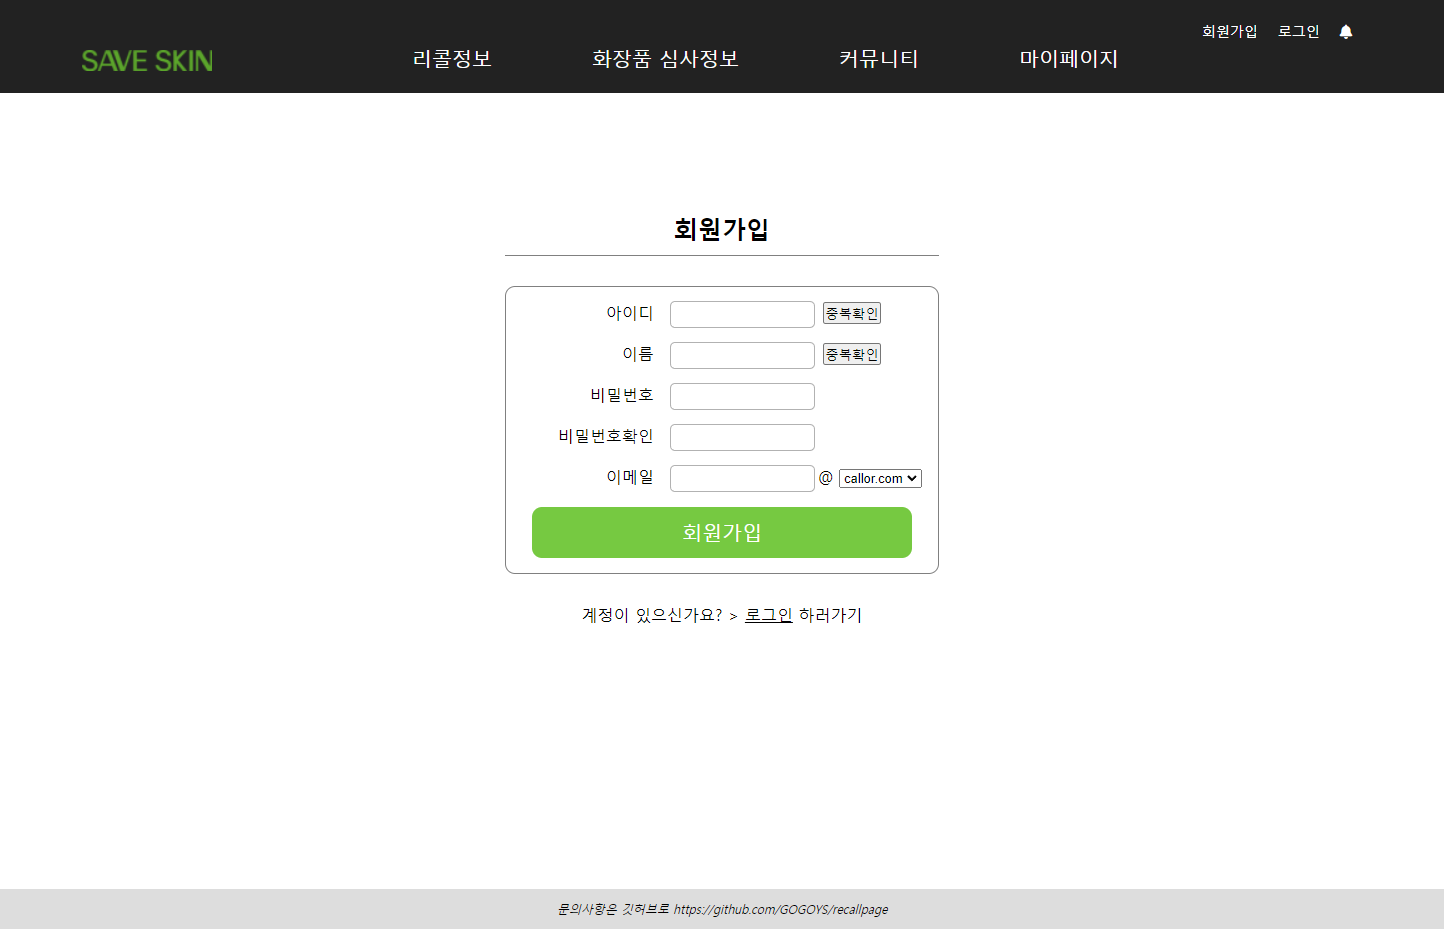 회원가입 로그인
SAVE SKIN 리콜정보 화장품 심사정보 커뮤니티 마이페이지
회원가입
아이디 중복확인
이름 중복확인
비밀번호
비밀번호확인
이메일 @ callor.com
회원가입
계정이 있으신가요? > 로그인 하러가기
문의사항은 깃허브로 https://github.com/GOGOYS/recallpage